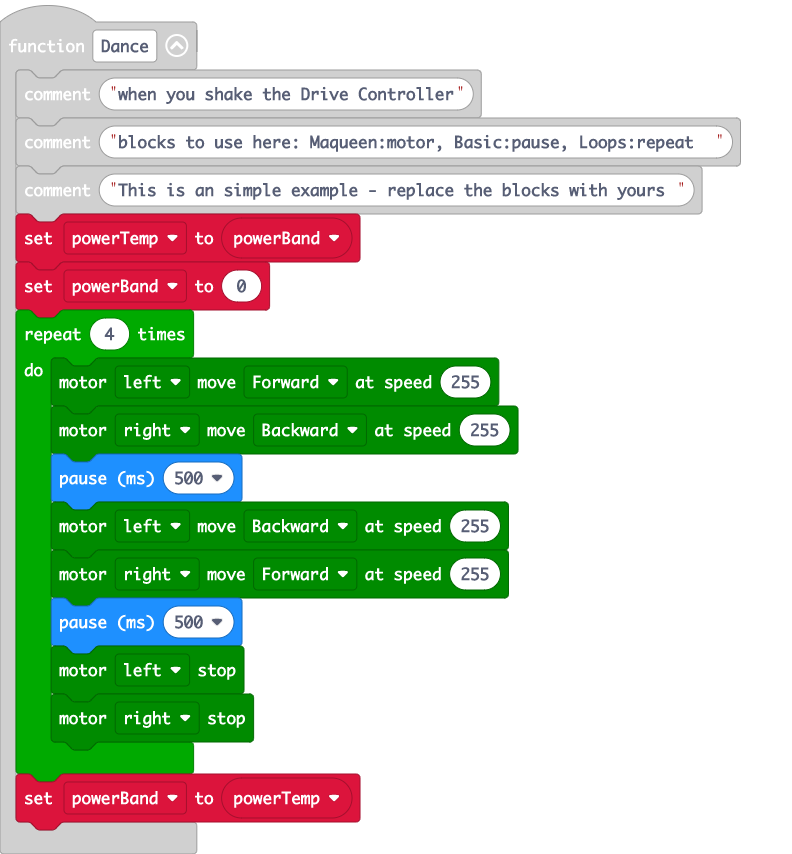 function Dance
comment "when you shake the Drive Controller"
comment "blocks to use here: Maqueen:motor, Basic:pause, Loops:repeat "
comment "This is an simple example - replace the blocks with yours "
set powerTemp to powerBand
set powerBand to 0
repeat 4 times
do
motor left move Forward at speed 255
motor right move Backward at speed 255
pause (ms) 500
motor left move Backward at speed 255
motor right move Forward at speed 255
pause (ms) 500
motor left stop
motor right stop
set powerBand to powerTemp